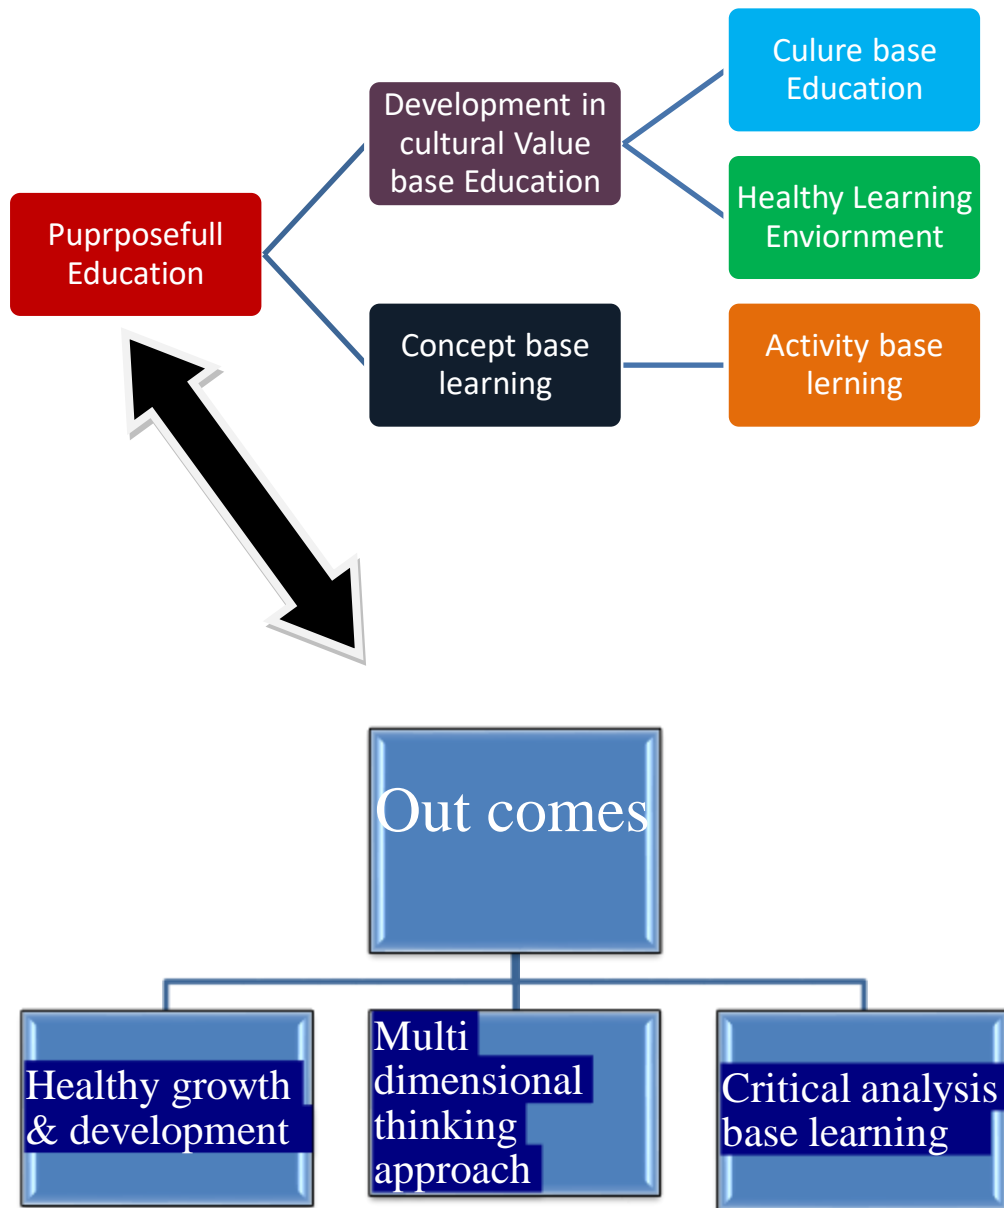 Culure base
Education
Development in
cultural Value
base Education
Healthy Learning
Enviornment
Puprposefull
Education
Concept base
learning
Activity base
lerning
Out comes
Healthy growth
& development
Multi
dimensional
thinking
approach
Critical analysis
base learning